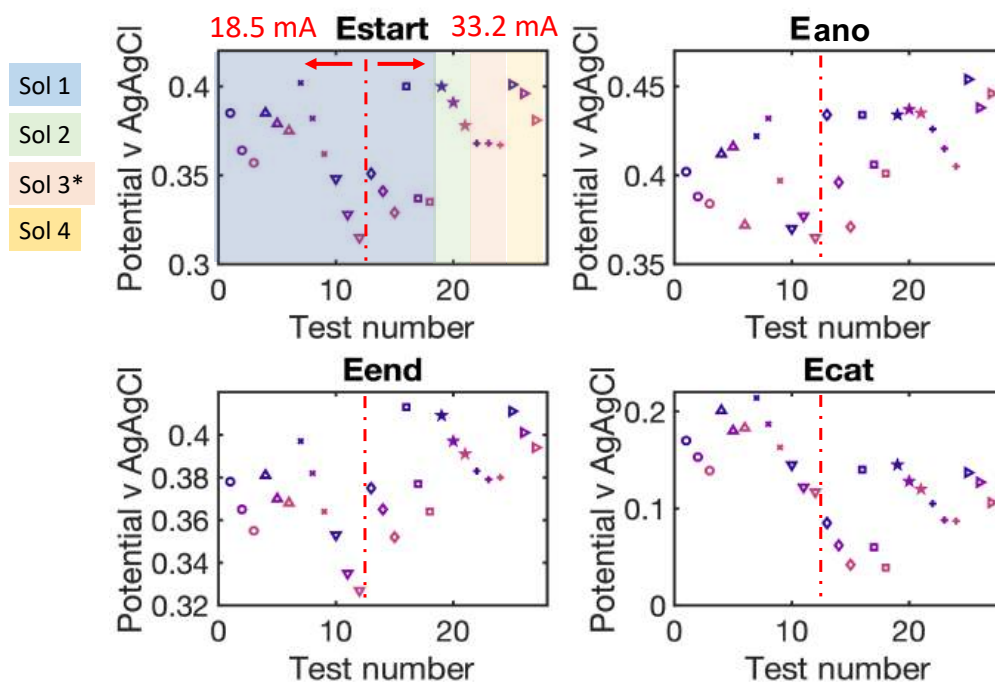 18.5 mA Estart 33.2 mA
Sol 1
Sol 2
Sol 3*
Sol 4
Potential v AgAgCl
0.4
0.35
0.3
0 10 20
Test number
Eano
Potential v AgAgCl
0.45
0.4
0.35
0 10 20
Test number
Eend
Potential v AgAgCl
0.4
0.38
0.36
0.34
0.32
0 10 20
Test number
Ecat
Potential v AgAgCl
0.2
0.1
0
0 10 20
Test number